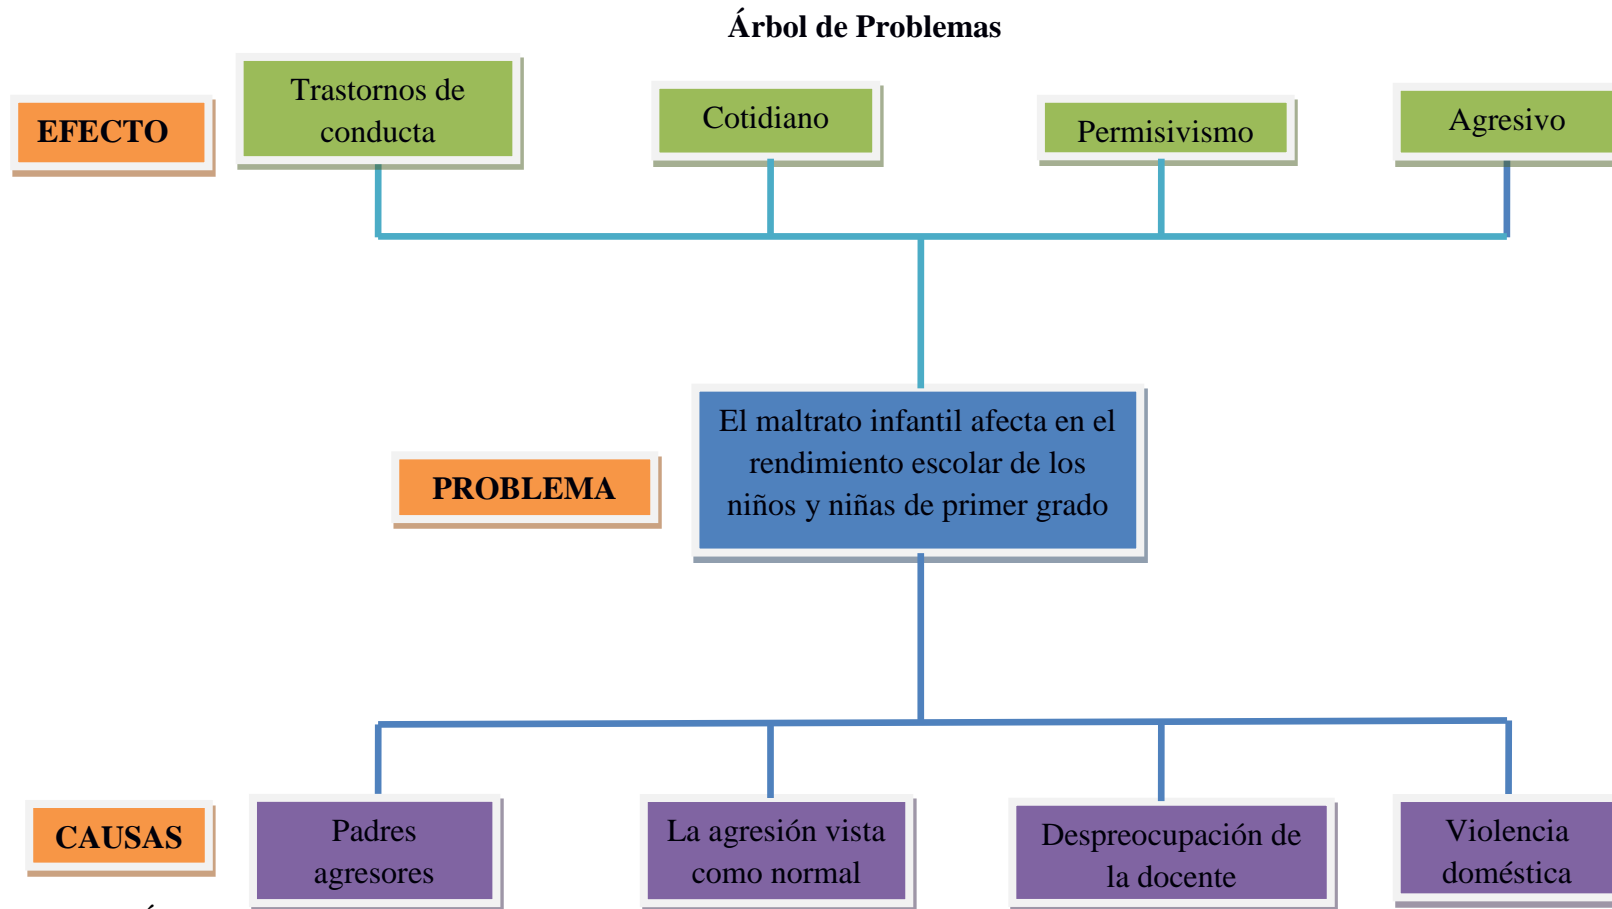 Árbol de Problemas
EFECTO
Trastornos de
conducta
Cotidiano
Permisivismo
Agresivo
PROBLEMA
El maltrato infantil afecta en el
rendimiento escolar de los
niños y niñas de primer grado
CAUSAS
Padres
agresores
La agresión vista
como normal
Despreocupación de
la docente
Violencia
doméstica